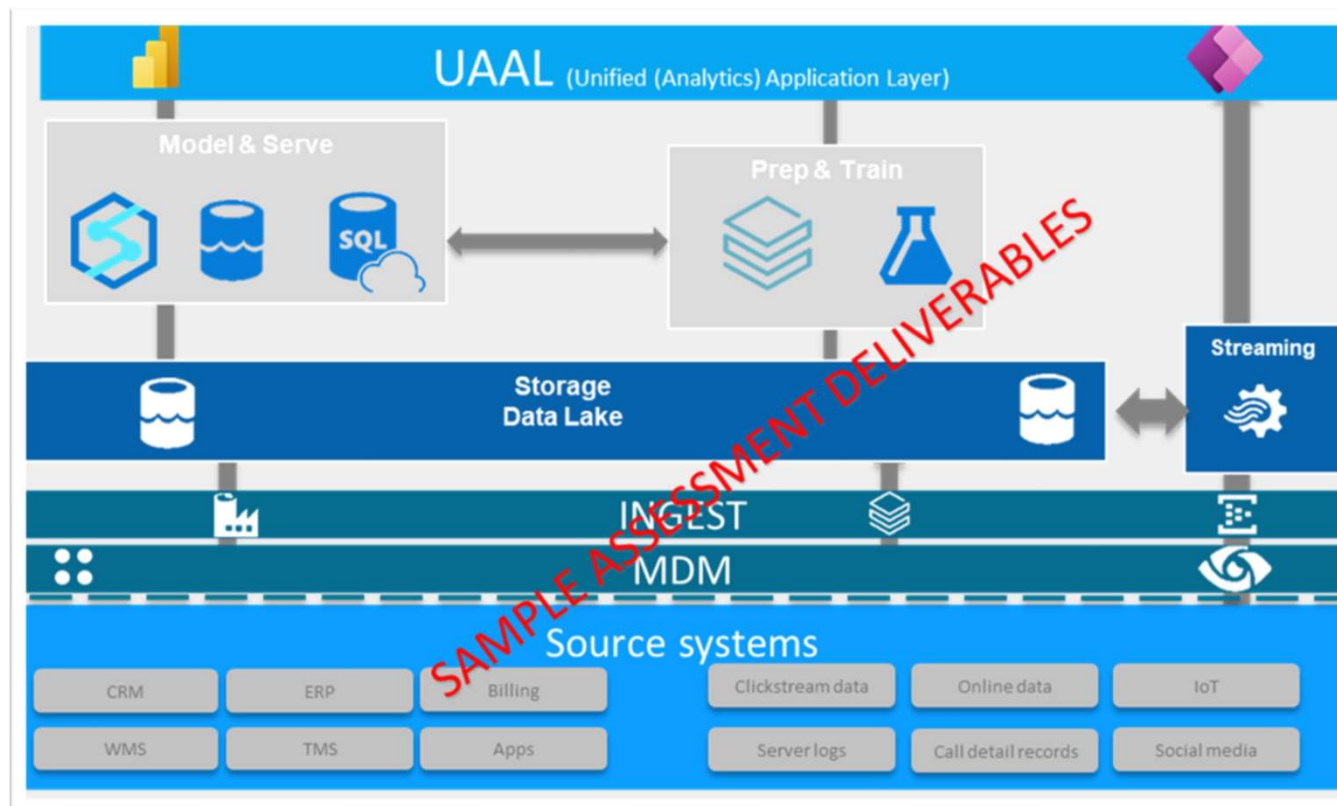 UAAL (Unified (Analytics) Application Layer)
Model & Serve
Prep & Train
SQL
Streaming
Storage
Data Lake
INGEST
MDM
Source systems
CRM
ERP
Billing
Clickstream data
Online data
IoT
WMS
TMS
Apps
Server logs
Call detail records
Social media
SAMPLE ASSESSMENT DELIVERABLES